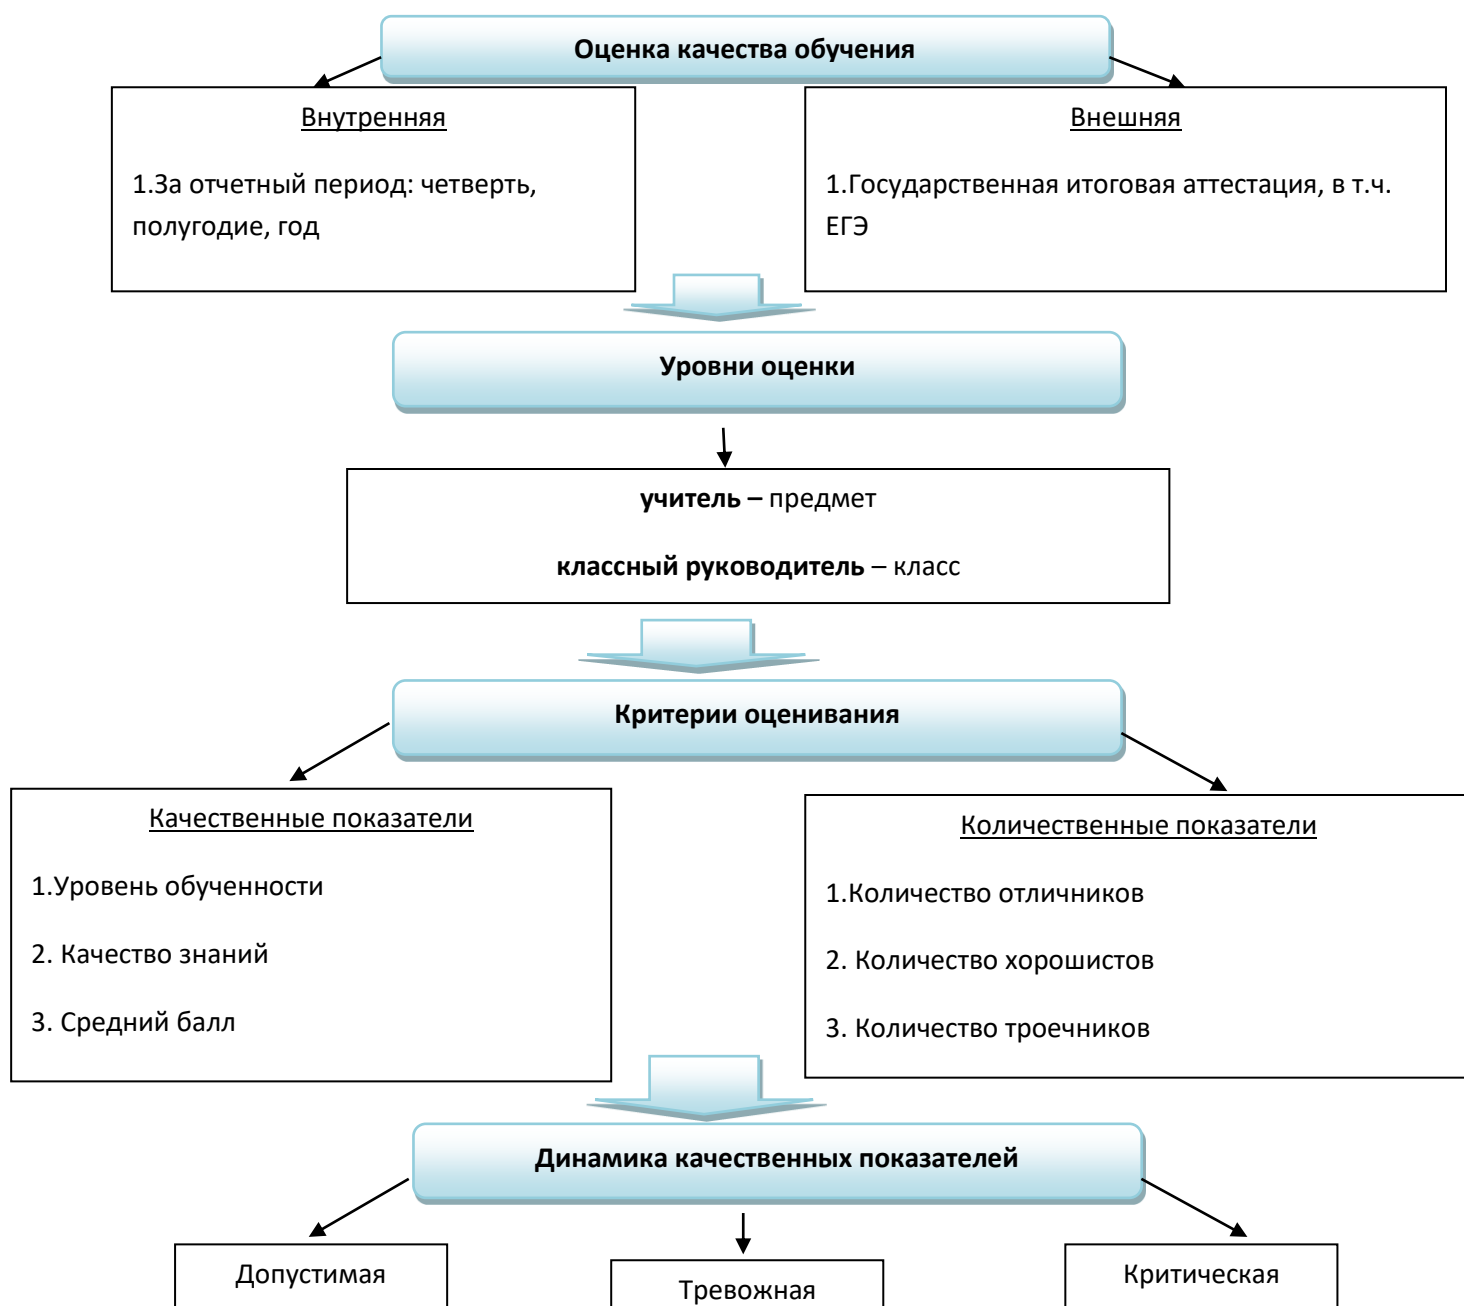 Оценка качества обучения
Внутренняя
1.За отчетный период: четверть,
полугодие, год
Внешняя
1.Государственная итоговая аттестация, в т.ч.
ЕГЭ
Уровни оценки
учитель – предмет
классный руководитель – класс
Критерии оценивания
Качественные показатели
1.Уровень обученности
2. Качество знаний
3. Средний балл
Количественные показатели
1.Количество отличников
2. Количество хорошистов
3. Количество троечников
Динамика качественных показателей
Допустимая
Тревожная
Критическая